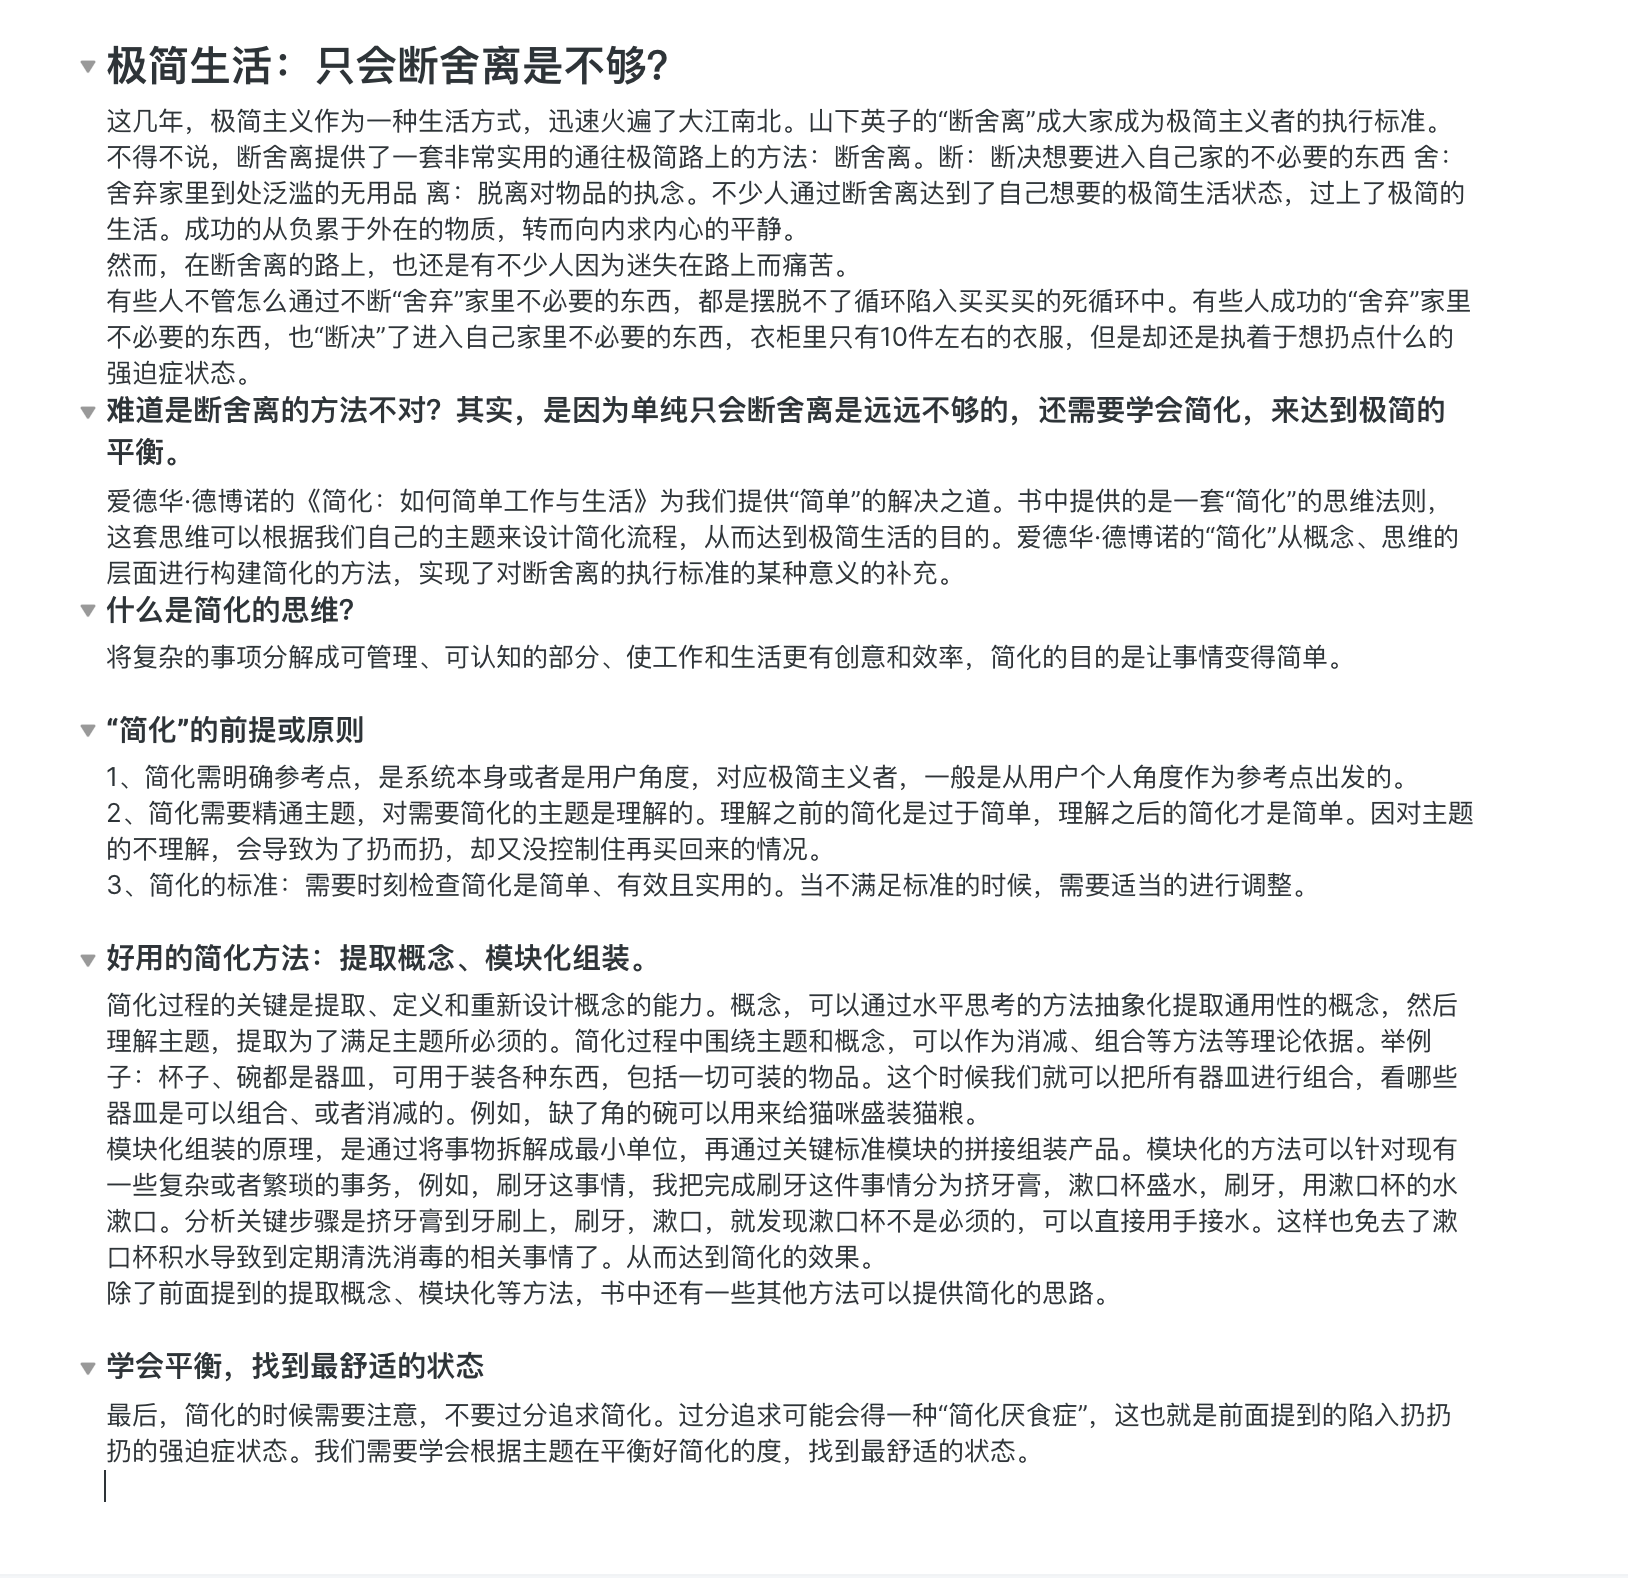 极简生活：只会断舍离是不够？
这几年，极简主义作为一种生活方式，迅速火遍了大江南北。山下英子的“断舍离”成大家成为极简主义者的执行标准。
不得不说，断舍离提供了一套非常实用的通往极简路上的方法：断舍离。断：断决想要进入自己家的不必要的东西 舍：
舍弃家里到处泛滥的无用品 离：脱离对物品的执念。不少人通过断舍离达到了自己想要的极简生活状态，过上了极简的
生活。成功的从负累于外在的物质，转而向内求内心的平静。
然而，在断舍离的路上，也还是有不少人因为迷失在路上而痛苦。
有些人不管怎么通过不断“舍弃”家里不必要的东西，都是摆脱不了循环陷入买买买的死循环中。有些人成功的“舍弃”家里
不必要的东西，也“断决”了进入自己家里不必要的东西，衣柜里只有10件左右的衣服，但是却还是执着于想扔点什么的
强迫症状态。
难道是断舍离的方法不对？其实，是因为单纯只会断舍离是远远不够的，还需要学会简化，来达到极简的
平衡。
爱德华·德博诺的《简化：如何简单工作与生活》为我们提供“简单”的解决之道。书中提供的是一套“简化”的思维法则，
这套思维可以根据我们自己的主题来设计简化流程，从而达到极简生活的目的。爱德华·德博诺的“简化”从概念、思维的
层面进行构建简化的方法，实现了对断舍离的执行标准的某种意义的补充。
什么是简化的思维？
将复杂的事项分解成可管理、可认知的部分、使工作和生活更有创意和效率，简化的目的是让事情变得简单。
“简化”的前提或原则
1、简化需明确参考点，是系统本身或者是用户角度，对应极简主义者，一般是从用户个人角度作为参考点出发的。
2、简化需要精通主题，对需要简化的主题是理解的。理解之前的简化是过于简单，理解之后的简化才是简单。因对主题
的不理解，会导致为了扔而扔，却又没控制住再买回来的情况。
3、简化的标准：需要时刻检查简化是简单、有效且实用的。当不满足标准的时候，需要适当的进行调整。
好用的简化方法：提取概念、模块化组装。
简化过程的关键是提取、定义和重新设计概念的能力。概念，可以通过水平思考的方法抽象化提取通用性的概念，然后
理解主题，提取为了满足主题所必须的。简化过程中围绕主题和概念，可以作为消减、组合等方法等理论依据。举例
子：杯子、碗都是器皿，可用于装各种东西，包括一切可装的物品。这个时候我们就可以把所有器皿进行组合，看哪些
器皿是可以组合、或者消减的。例如，缺了角的碗可以用来给猫咪盛装猫粮。
模块化组装的原理，是通过将事物拆解成最小单位，再通过关键标准模块的拼接组装产品。模块化的方法可以针对现有
一些复杂或者繁琐的事务，例如，刷牙这事情，我把完成刷牙这件事情分为挤牙膏，漱口杯盛水，刷牙，用漱口杯的水
漱口。分析关键步骤是挤牙膏到牙刷上，刷牙，漱口，就发现漱口杯不是必须的，可以直接用手接水。这样也免去了漱
口杯积水导致到定期清洗消毒的相关事情了。从而达到简化的效果。
除了前面提到的提取概念、模块化等方法，书中还有一些其他方法可以提供简化的思路。
学会平衡，找到最舒适的状态
最后，简化的时候需要注意，不要过分追求简化。过分追求可能会得一种“简化厌食症”，这也就是前面提到的陷入扔扔
扔的强迫症状态。我们需要学会根据主题在平衡好简化的度，找到最舒适的状态。